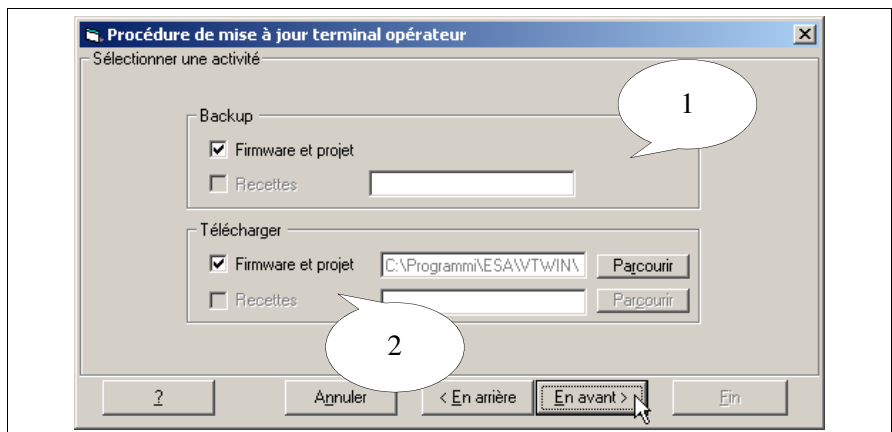 Procédure de mise à jour terminal opérateur
Sélectionner une activité
1
Backup
Firmware et projet
Recettes
Télécharger
Firmware et projet C:\Programmi\ESA\VTWIN\ Parcourir
Recettes Parcourir
2
? Annuler < En arrière En avant > Fin